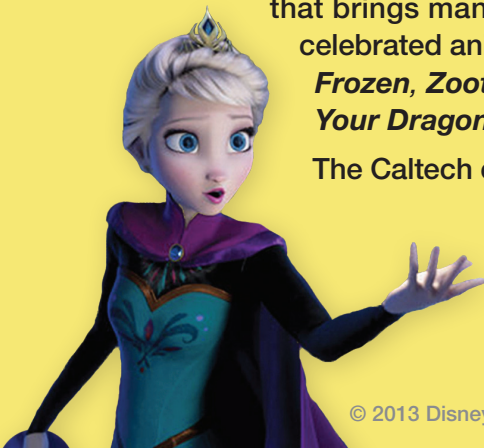 that brings man
celebrated an
Frozen, Zoot
Your Dragon
The Caltech
© 2013 Disney